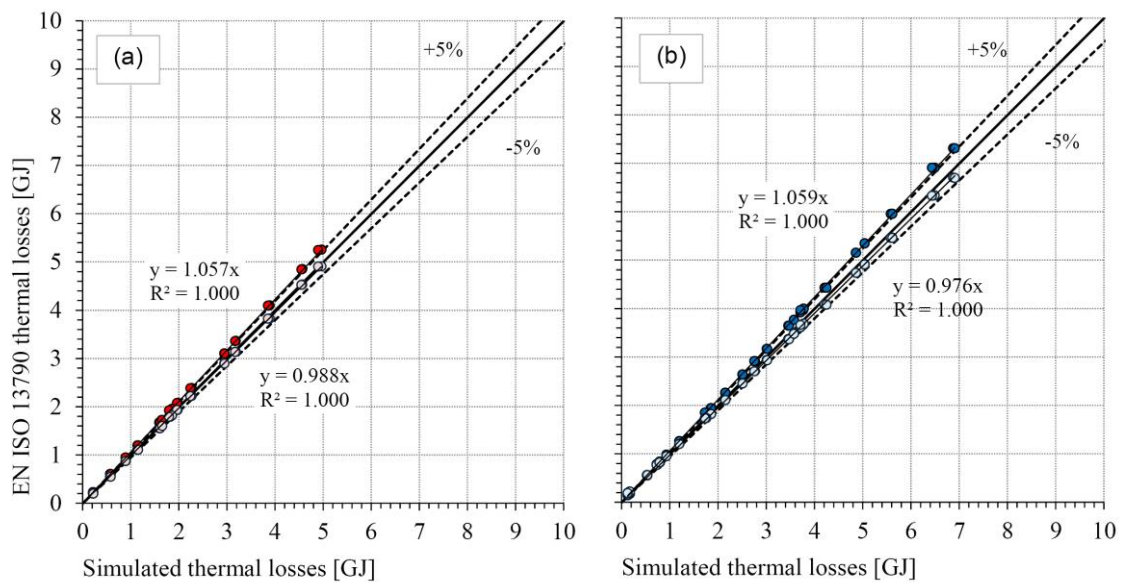 EN ISO 13790 thermal losses [GJ]
10
9
8
7
6
5
4
3
2
1
0
(a)
+5%
-5%
y = 1.057x
R² = 1.000
y = 0.988x
R² = 1.000
0 1 2 3 4 5 6 7 8 9 10
Simulated thermal losses [GJ]
(b)
+5%
-5%
y = 1.059x
R² = 1.000
y = 0.976x
R² = 1.000
0 1 2 3 4 5 6 7 8 9 10
Simulated thermal losses [GJ]